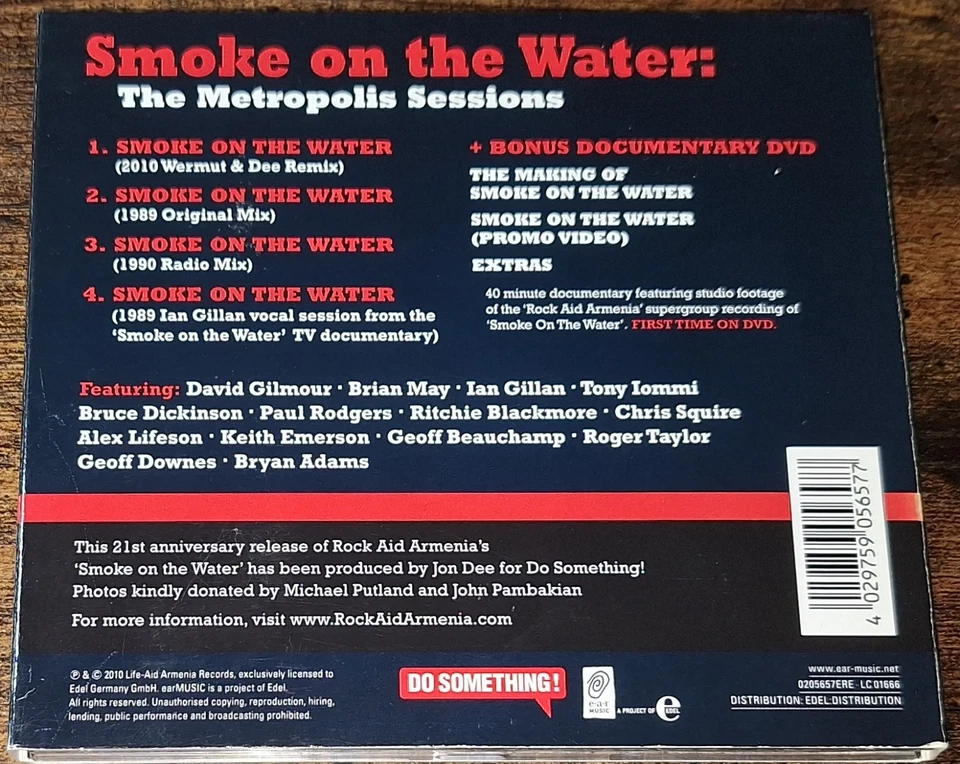 Smoke on the Water:
The Metropolis Sessions
1. SMOKE ON THE WATER
(2010 Wermut & Dee Remix)
2. SMOKE ON THE WATER
(1989 Original Mix)
3. SMOKE ON THE WATER
(1990 Radio Mix)
4. SMOKE ON THE WATER
(1989 Ian Gillan vocal session from the
'Smoke on the Water' TV documentary)
+ BONUS DOCUMENTARY DVD
THE MAKING OF
SMOKE ON THE WATER
SMOKE ON THE WATER
(PROMO VIDEO)
EXTRAS
40 minute documentary featuring studio footage
of the 'Rock Aid Armenia' supergroup recording of
'Smoke On The Water'. FIRST TIME ON DVD.
Featuring: David Gilmour · Brian May · Ian Gillan · Tony Iommi
Bruce Dickinson · Paul Rodgers · Ritchie Blackmore · Chris Squire
Alex Lifeson · Keith Emerson · Geoff Beauchamp · Roger Taylor
Geoff Downes · Bryan Adams
4 029759 056577
This 21st anniversary release of Rock Aid Armenia's
'Smoke on the Water' has been produced by Jon Dee for Do Something!
Photos kindly donated by Michael Putland and John Pambakian
For more information, visit www.RockAidArmenia.com
℗ & © 2010 Life-Aid Armenia Records, exclusively licensed to
Edel Germany GmbH. earMUSIC is a project of Edel.
All rights reserved. Unauthorised copying, reproduction, hiring,
lending, public performance and broadcasting prohibited.
DO SOMETHING!
e·a·r
MUSIC
A PROJECT OF
e
EDEL
www.ear-music.net
0205657ERE - LC 01666
DISTRIBUTION: EDEL:DISTRIBUTION